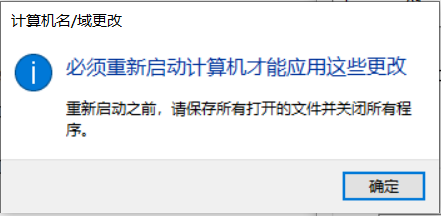 计算机名/域更改
必须重新启动计算机才能应用这些更改
重新启动之前，请保存所有打开的文件并关闭所有程
序。
确定